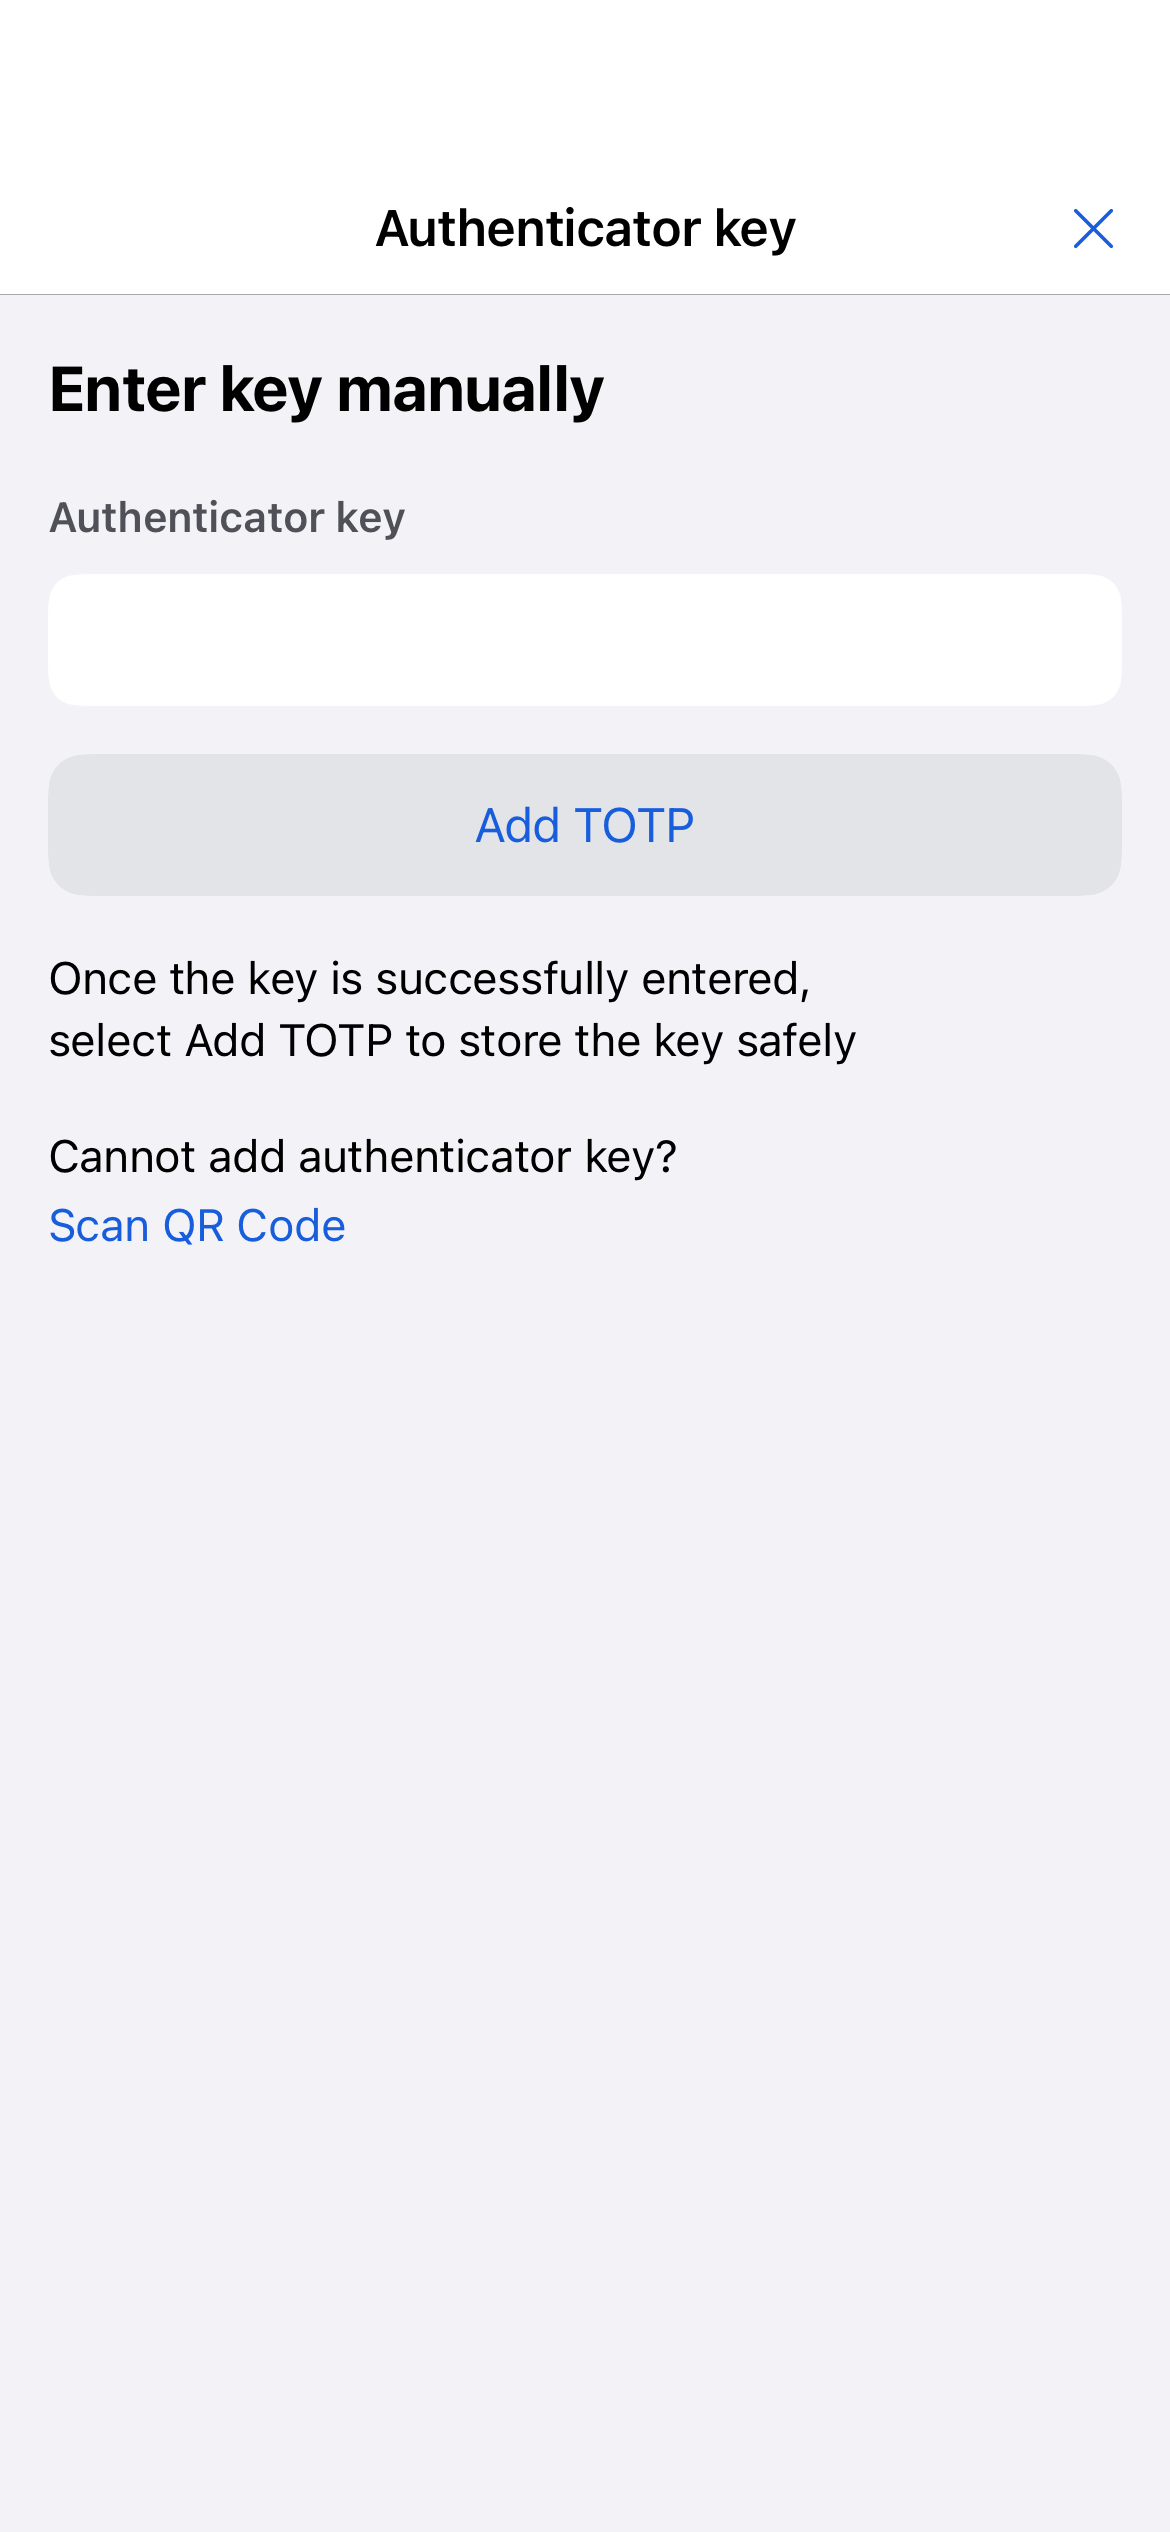 Authenticator key
Enter key manually
Authenticator key
Add TOTP
Once the key is successfully entered,
select Add TOTP to store the key safely
Cannot add authenticator key?
Scan QR Code